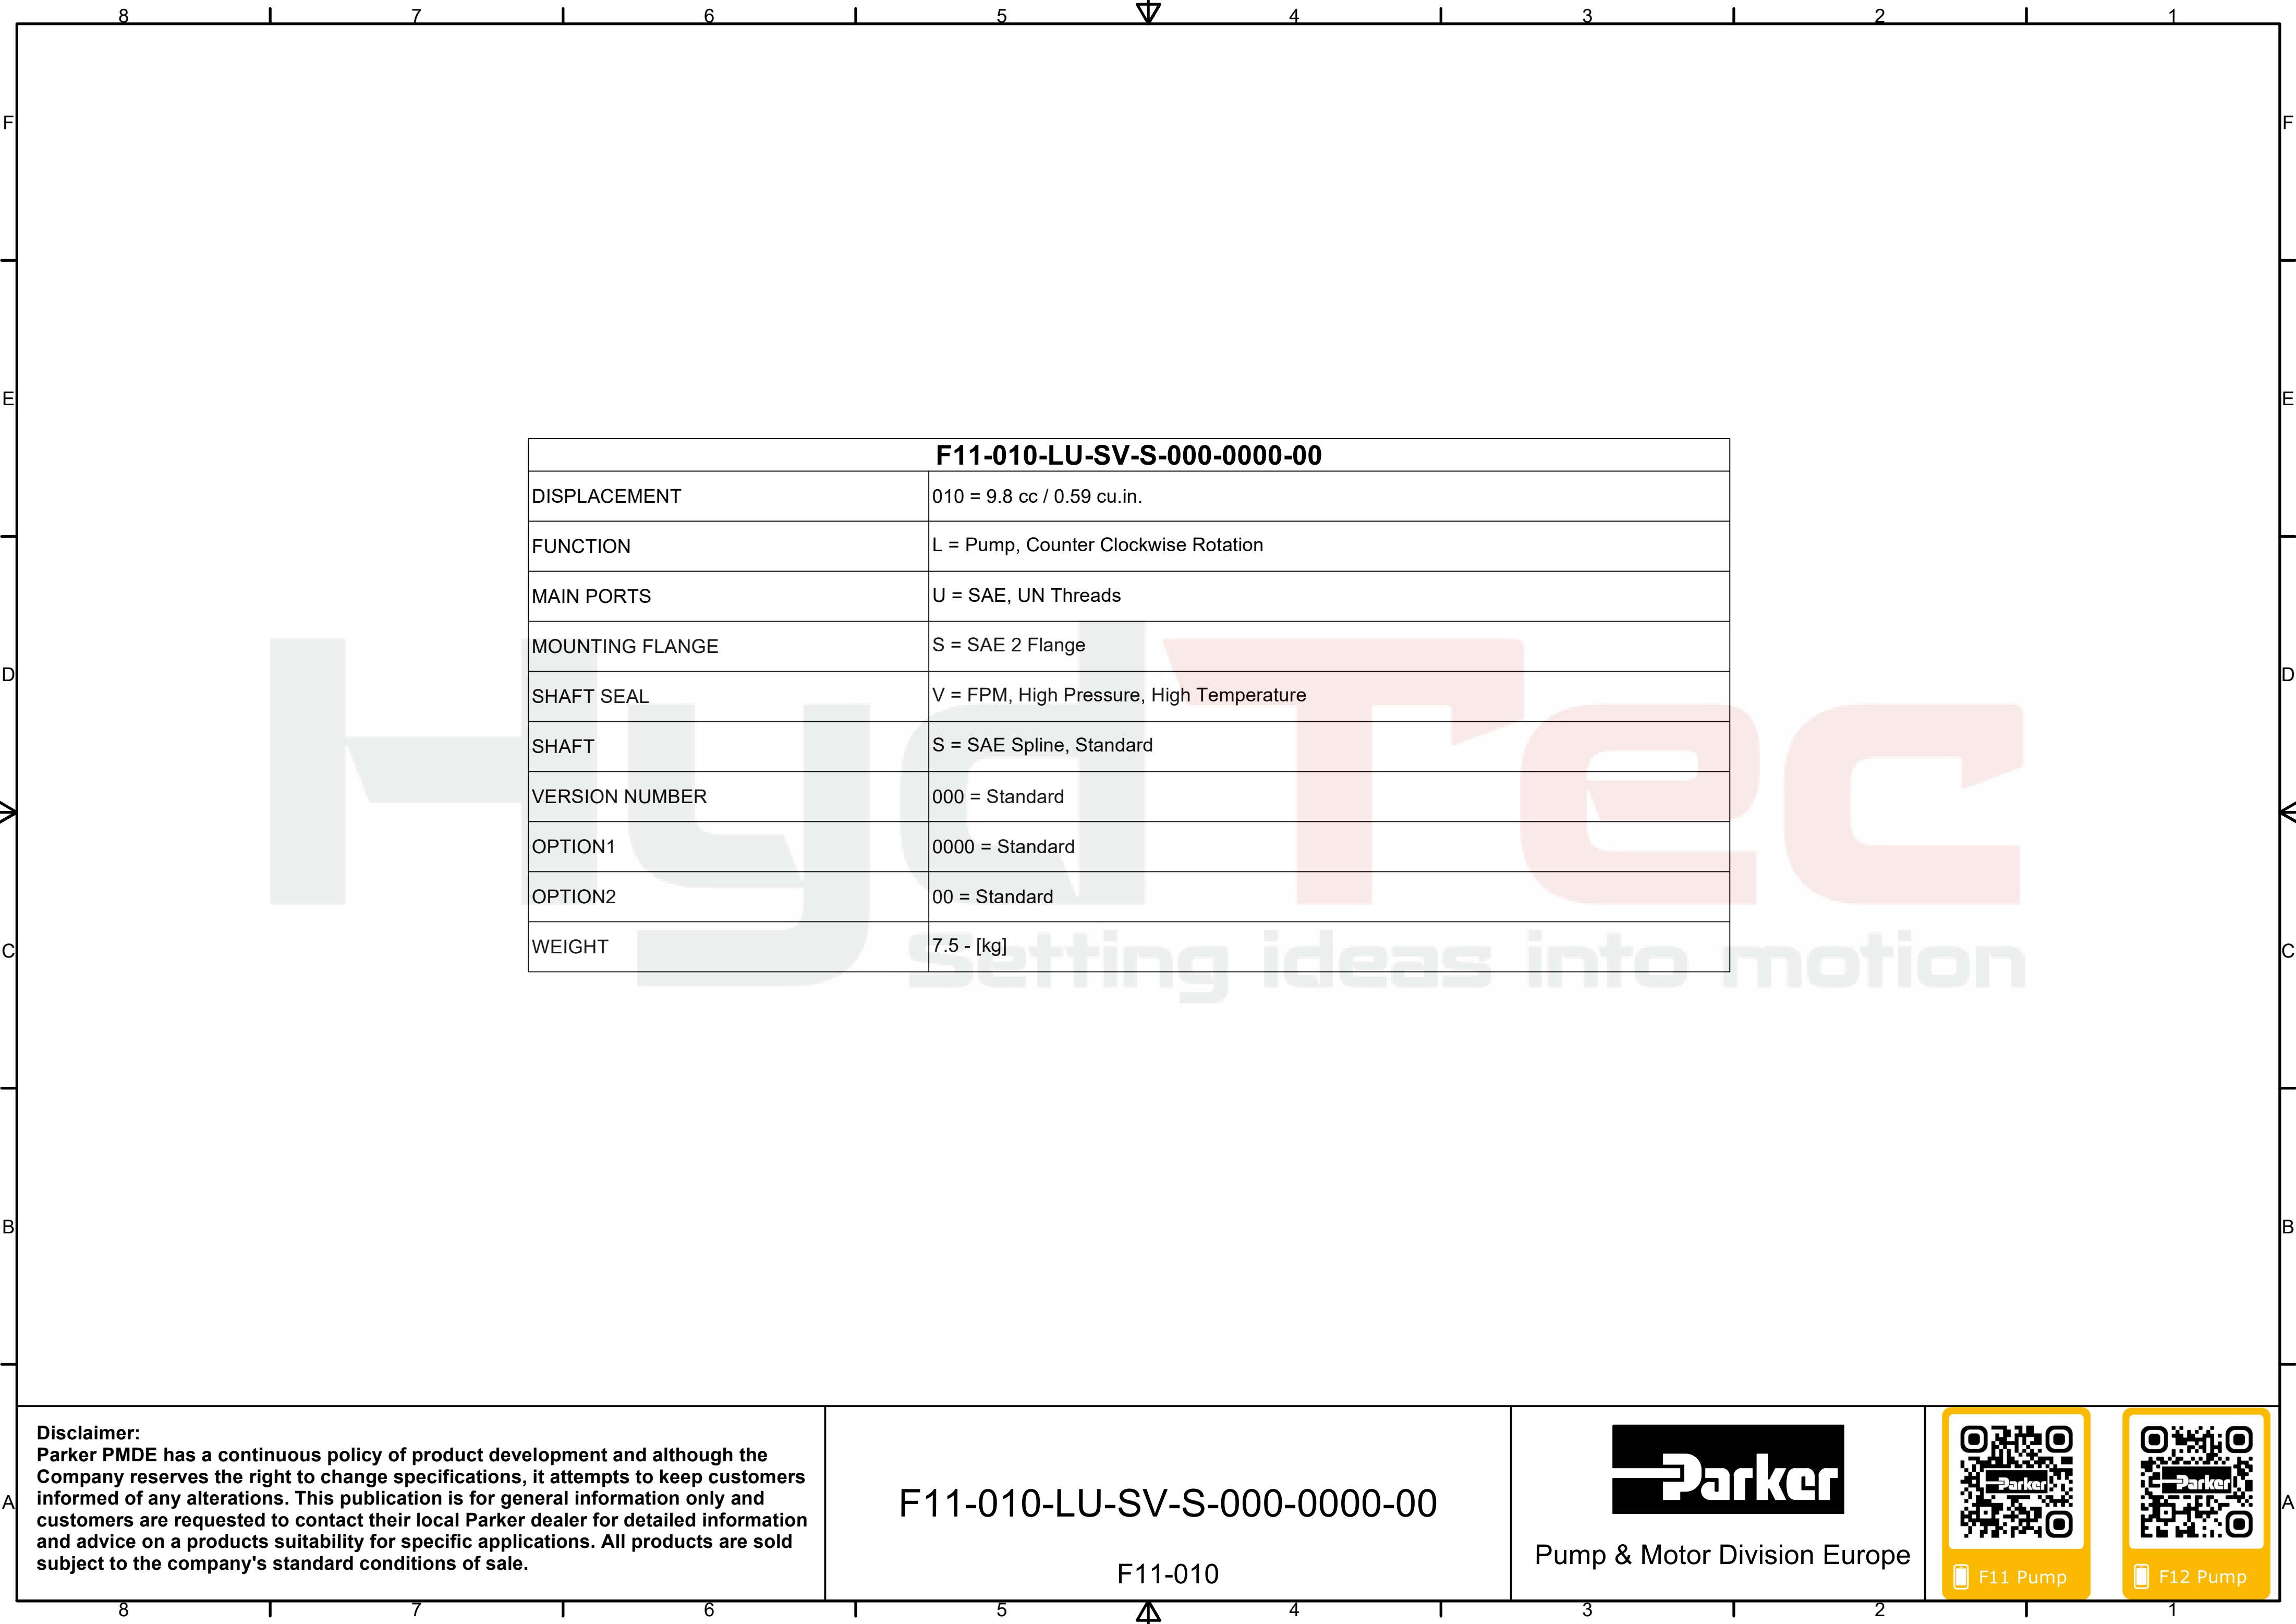 8 7 6 5 4 3 2 1
F F
E E
D D
C C
B B
A A
F11-010-LU-SV-S-000-0000-00
DISPLACEMENT 010 = 9.8 cc / 0.59 cu.in.
FUNCTION L = Pump, Counter Clockwise Rotation
MAIN PORTS U = SAE, UN Threads
MOUNTING FLANGE S = SAE 2 Flange
SHAFT SEAL V = FPM, High Pressure, High Temperature
SHAFT S = SAE Spline, Standard
VERSION NUMBER 000 = Standard
OPTION1 0000 = Standard
OPTION2 00 = Standard
WEIGHT 7.5 - [kg]
HydTec
Setting ideas into motion
Disclaimer:
Parker PMDE has a continuous policy of product development and although the
Company reserves the right to change specifications, it attempts to keep customers
informed of any alterations. This publication is for general information only and
customers are requested to contact their local Parker dealer for detailed information
and advice on a products suitability for specific applications. All products are sold
subject to the company's standard conditions of sale.
F11-010-LU-SV-S-000-0000-00
F11-010
Parker
Pump & Motor Division Europe
Parker
F11 Pump
Parker
F12 Pump
8 7 6 5 4 3 2 1